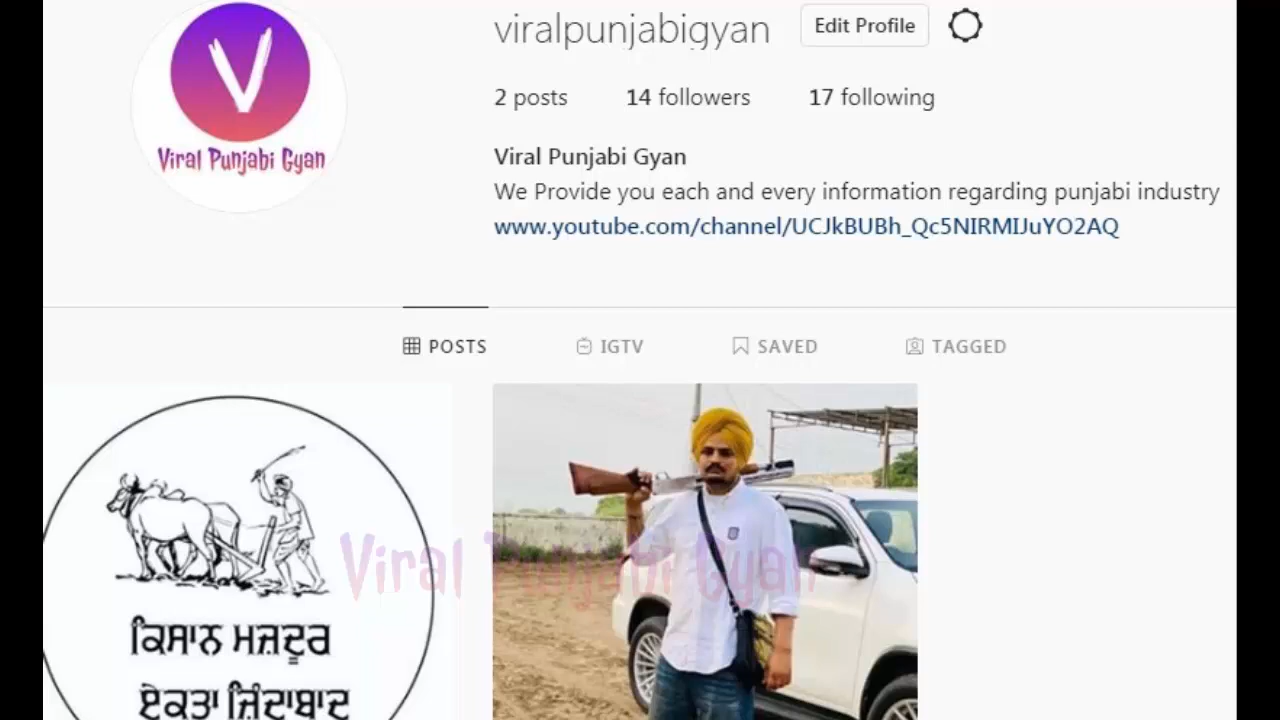 viralpunjabigyan
Edit Profile
2 posts 14 followers 17 following
V
Viral Punjabi Gyan
Viral Punjabi Gyan
We Provide you each and every information regarding punjabi industry
www.youtube.com/channel/UCJkBUBh_Qc5NIRMIJuYO2AQ
POSTS IGTV SAVED TAGGED
Viral Punjabi Gyan
ਕਿਸਾਨ ਮਜ਼ਦੂਰ
ਏਕਤਾ ਜ਼ਿੰਦਾਬਾਦ